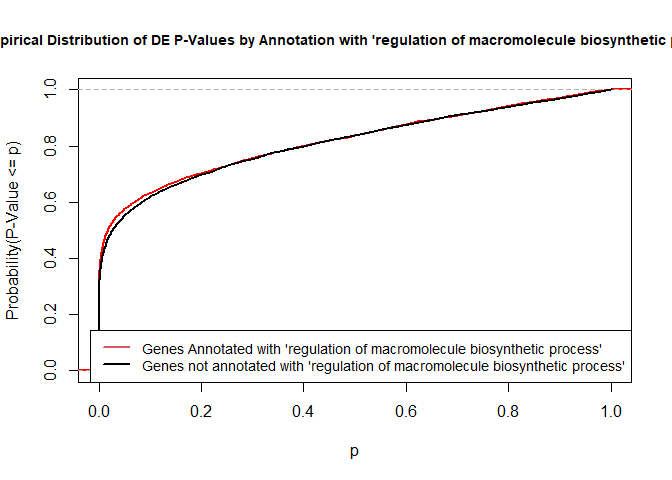 pirical Distribution of DE P-Values by Annotation with 'regulation of macromolecule biosynthetic p
Probability(P-Value <= p)
1.0
0.8
0.6
0.4
0.2
0.0
Genes Annotated with 'regulation of macromolecule biosynthetic process'
Genes not annotated with 'regulation of macromolecule biosynthetic process'
0.0 0.2 0.4 0.6 0.8 1.0
p